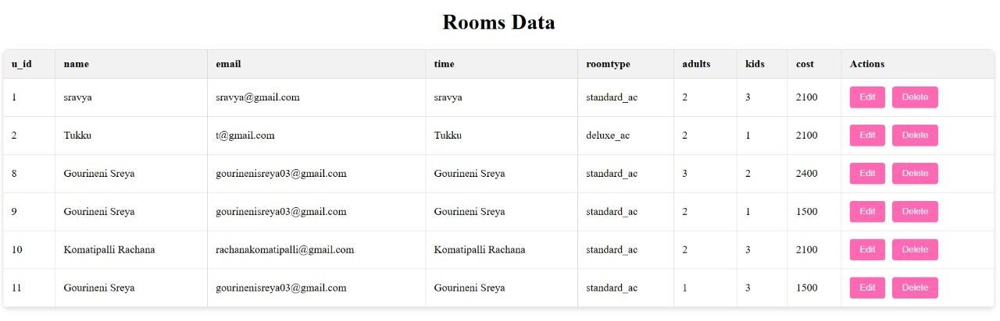 Rooms Data
u_id name email time roomtype adults kids cost Actions
1 sravya sravya@gmail.com sravya standard_ac 2 3 2100 Edit Delete
2 Tukku t@gmail.com Tukku deluxe_ac 2 1 2100 Edit Delete
8 Gourineni Sreya gourinenisreya03@gmail.com Gourineni Sreya standard_ac 3 2 2400 Edit Delete
9 Gourineni Sreya gourinenisreya03@gmail.com Gourineni Sreya standard_ac 2 1 1500 Edit Delete
10 Komatipalli Rachana rachanakomatipalli@gmail.com Komatipalli Rachana standard_ac 2 3 2100 Edit Delete
11 Gourineni Sreya gourinenisreya03@gmail.com Gourineni Sreya standard_ac 1 3 1500 Edit Delete